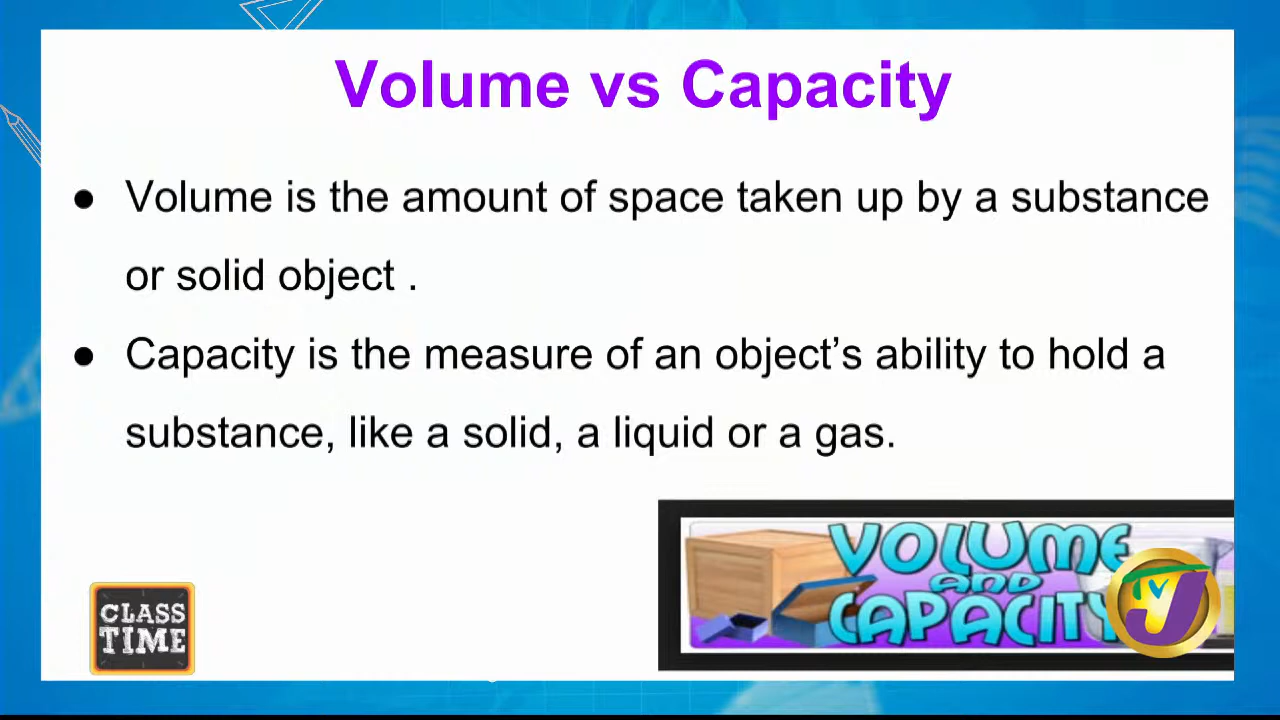 Volume vs Capacity
● Volume is the amount of space taken up by a substance
or solid object .
● Capacity is the measure of an object’s ability to hold a
substance, like a solid, a liquid or a gas.
VOLUME
AND
CAPACITY
CLASS
TIME
TVJ